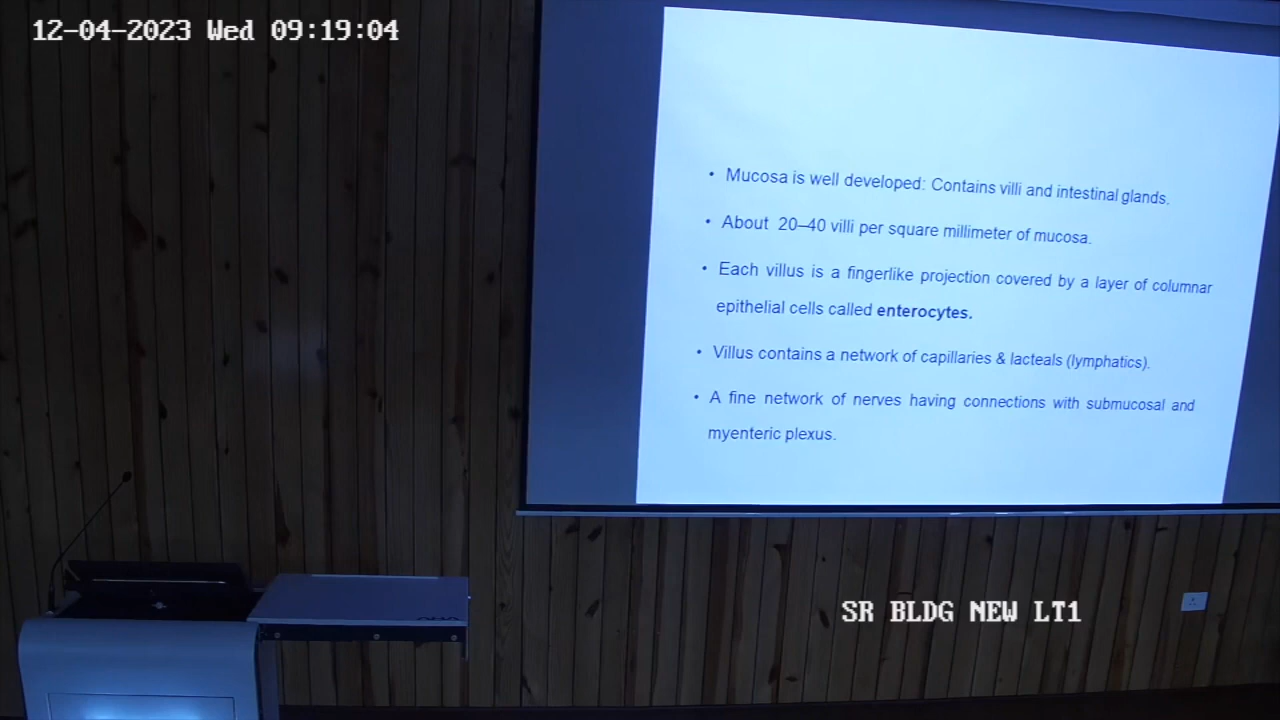 12-04-2023 Wed 09:19:04
• Mucosa is well developed: Contains villi and intestinal glands.
• About 20–40 villi per square millimeter of mucosa.
• Each villus is a fingerlike projection covered by a layer of columnar
epithelial cells called enterocytes.
• Villus contains a network of capillaries & lacteals (lymphatics).
• A fine network of nerves having connections with submucosal and
myenteric plexus.
SR BLDG NEW LT1